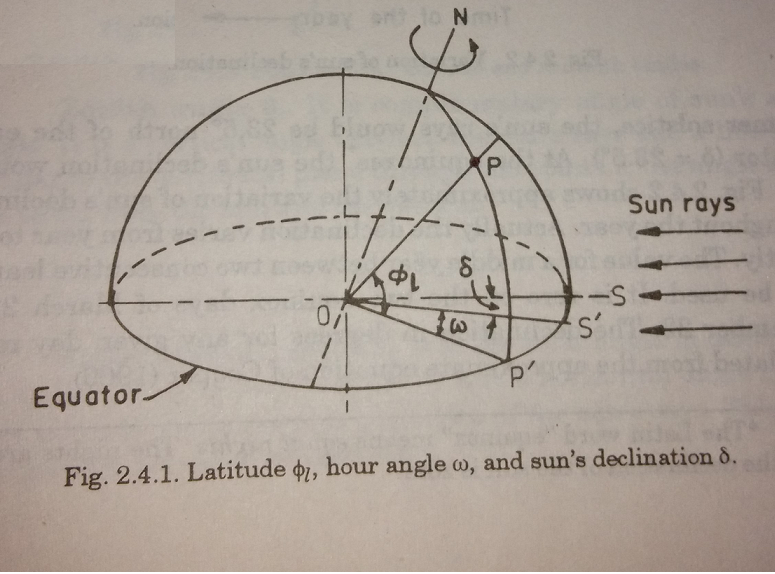 N
P
Sun rays
ϕl
δ
S
O
ω
S'
P'
Equator
Fig. 2.4.1. Latitude ϕl, hour angle ω, and sun's declination δ.